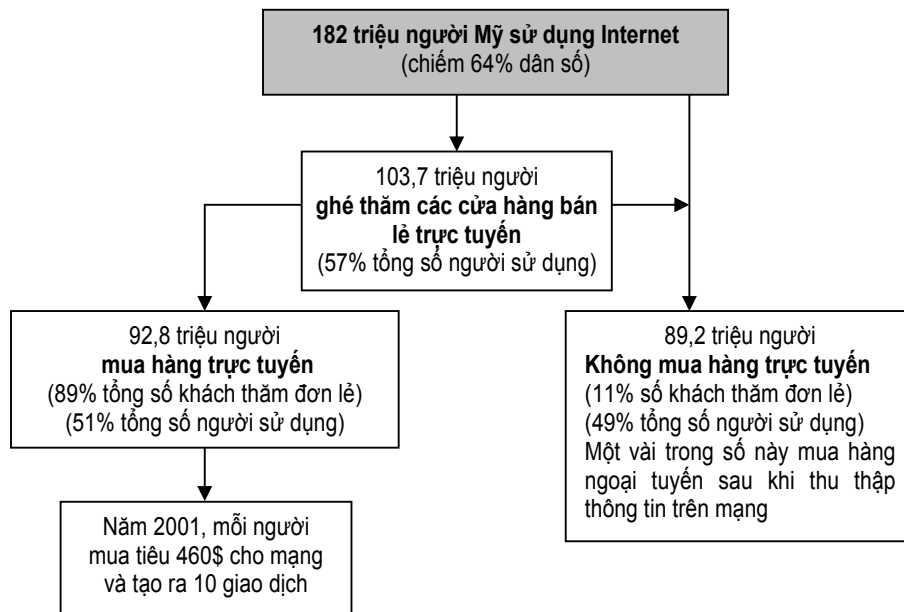 182 triệu người Mỹ sử dụng Internet
(chiếm 64% dân số)
103,7 triệu người
ghé thăm các cửa hàng bán
lẻ trực tuyến
(57% tổng số người sử dụng)
92,8 triệu người
mua hàng trực tuyến
(89% tổng số khách thăm đơn lẻ)
(51% tổng số người sử dụng)
89,2 triệu người
Không mua hàng trực tuyến
(11% số khách thăm đơn lẻ)
(49% tổng số người sử dụng)
Một vài trong số này mua hàng
ngoại tuyến sau khi thu thập
thông tin trên mạng
Năm 2001, mỗi người
mua tiêu 460$ cho mạng
và tạo ra 10 giao dịch